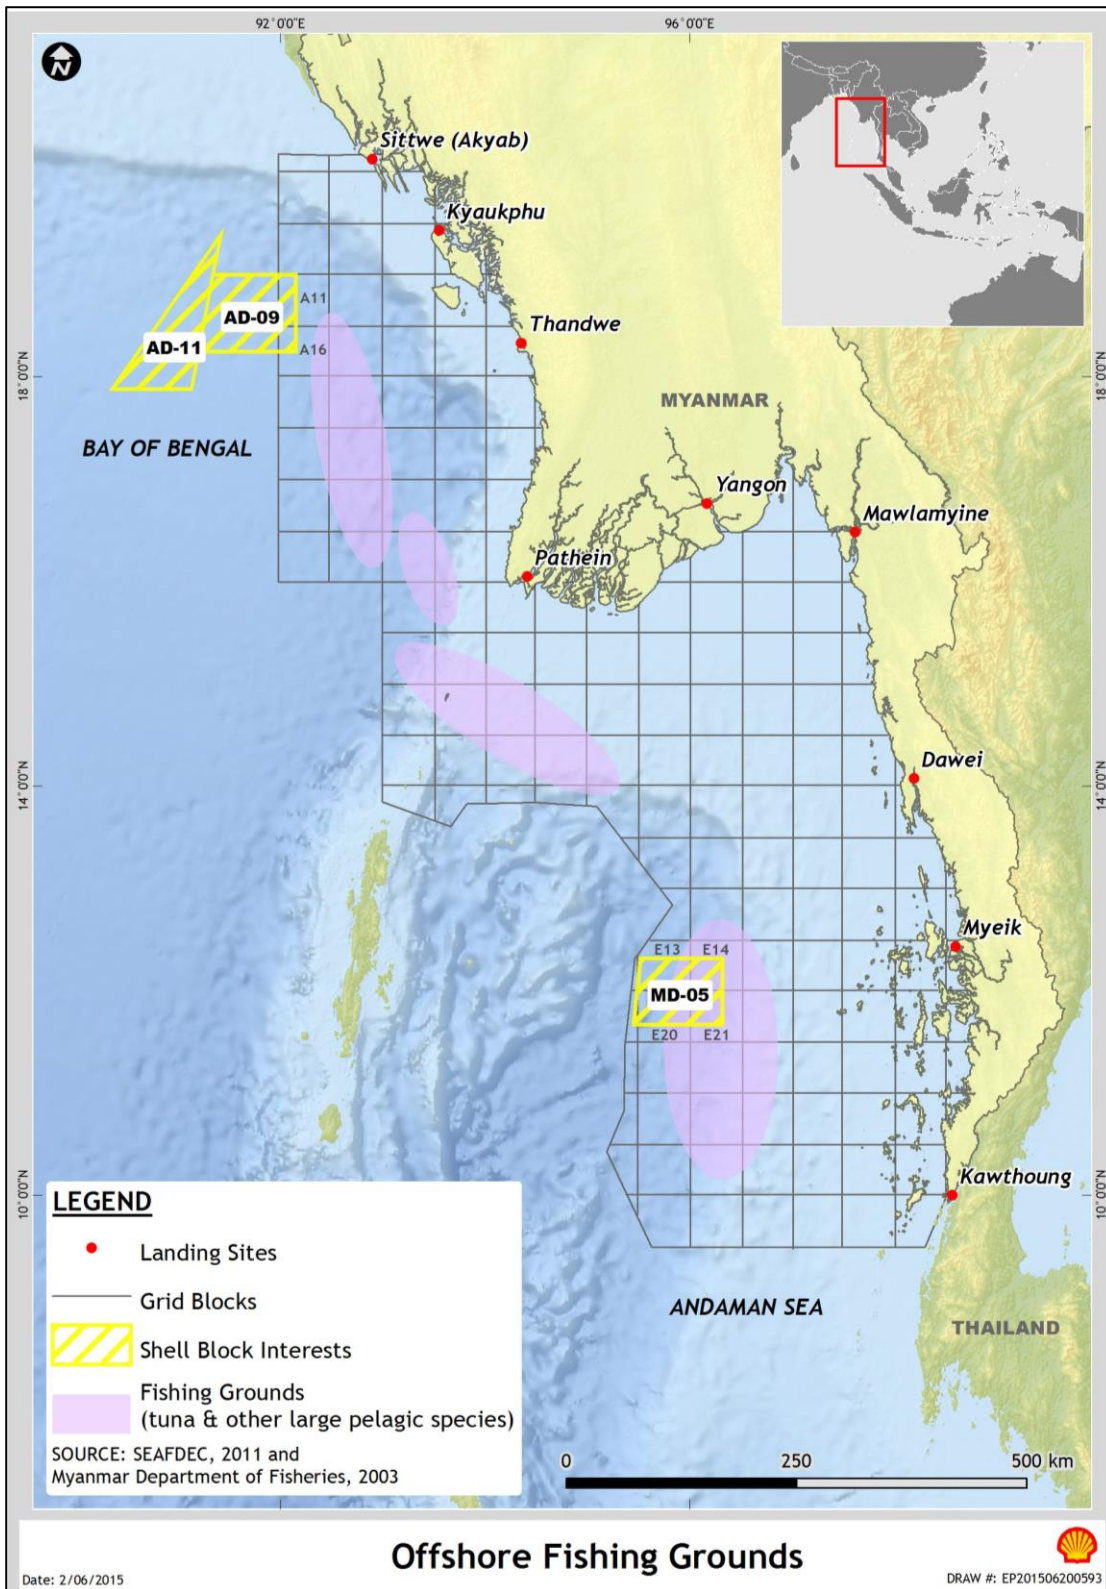 92°0'0"E
96°0'0"E
N
Sittwe (Akyab)
Kyaukphu
A11
AD-09
Thandwe
AD-11
A16
18°0'0"N
18°0'0"N
MYANMAR
BAY OF BENGAL
Yangon
Mawlamyine
Pathein
Dawei
14°0'0"N
14°0'0"N
Myeik
E13
E14
MD-05
E20
E21
Kawthoung
10°0'0"N
10°0'0"N
LEGEND
Landing Sites
Grid Blocks
Shell Block Interests
Fishing Grounds
(tuna & other large pelagic species)
SOURCE: SEAFDEC, 2011 and
Myanmar Department of Fisheries, 2003
ANDAMAN SEA
THAILAND
0 250 500 km
Offshore Fishing Grounds
Date: 2/06/2015
DRAW #: EP201506200593